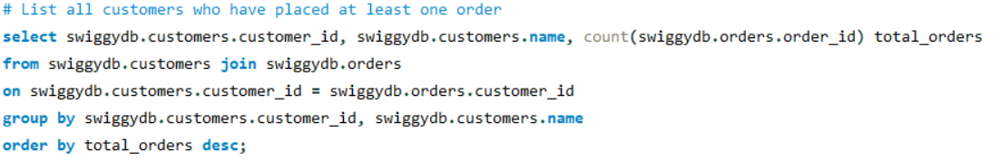 # List all customers who have placed at least one order
select swiggydb.customers.customer_id, swiggydb.customers.name, count(swiggydb.orders.order_id) total_orders
from swiggydb.customers join swiggydb.orders
on swiggydb.customers.customer_id = swiggydb.orders.customer_id
group by swiggydb.customers.customer_id, swiggydb.customers.name
order by total_orders desc;